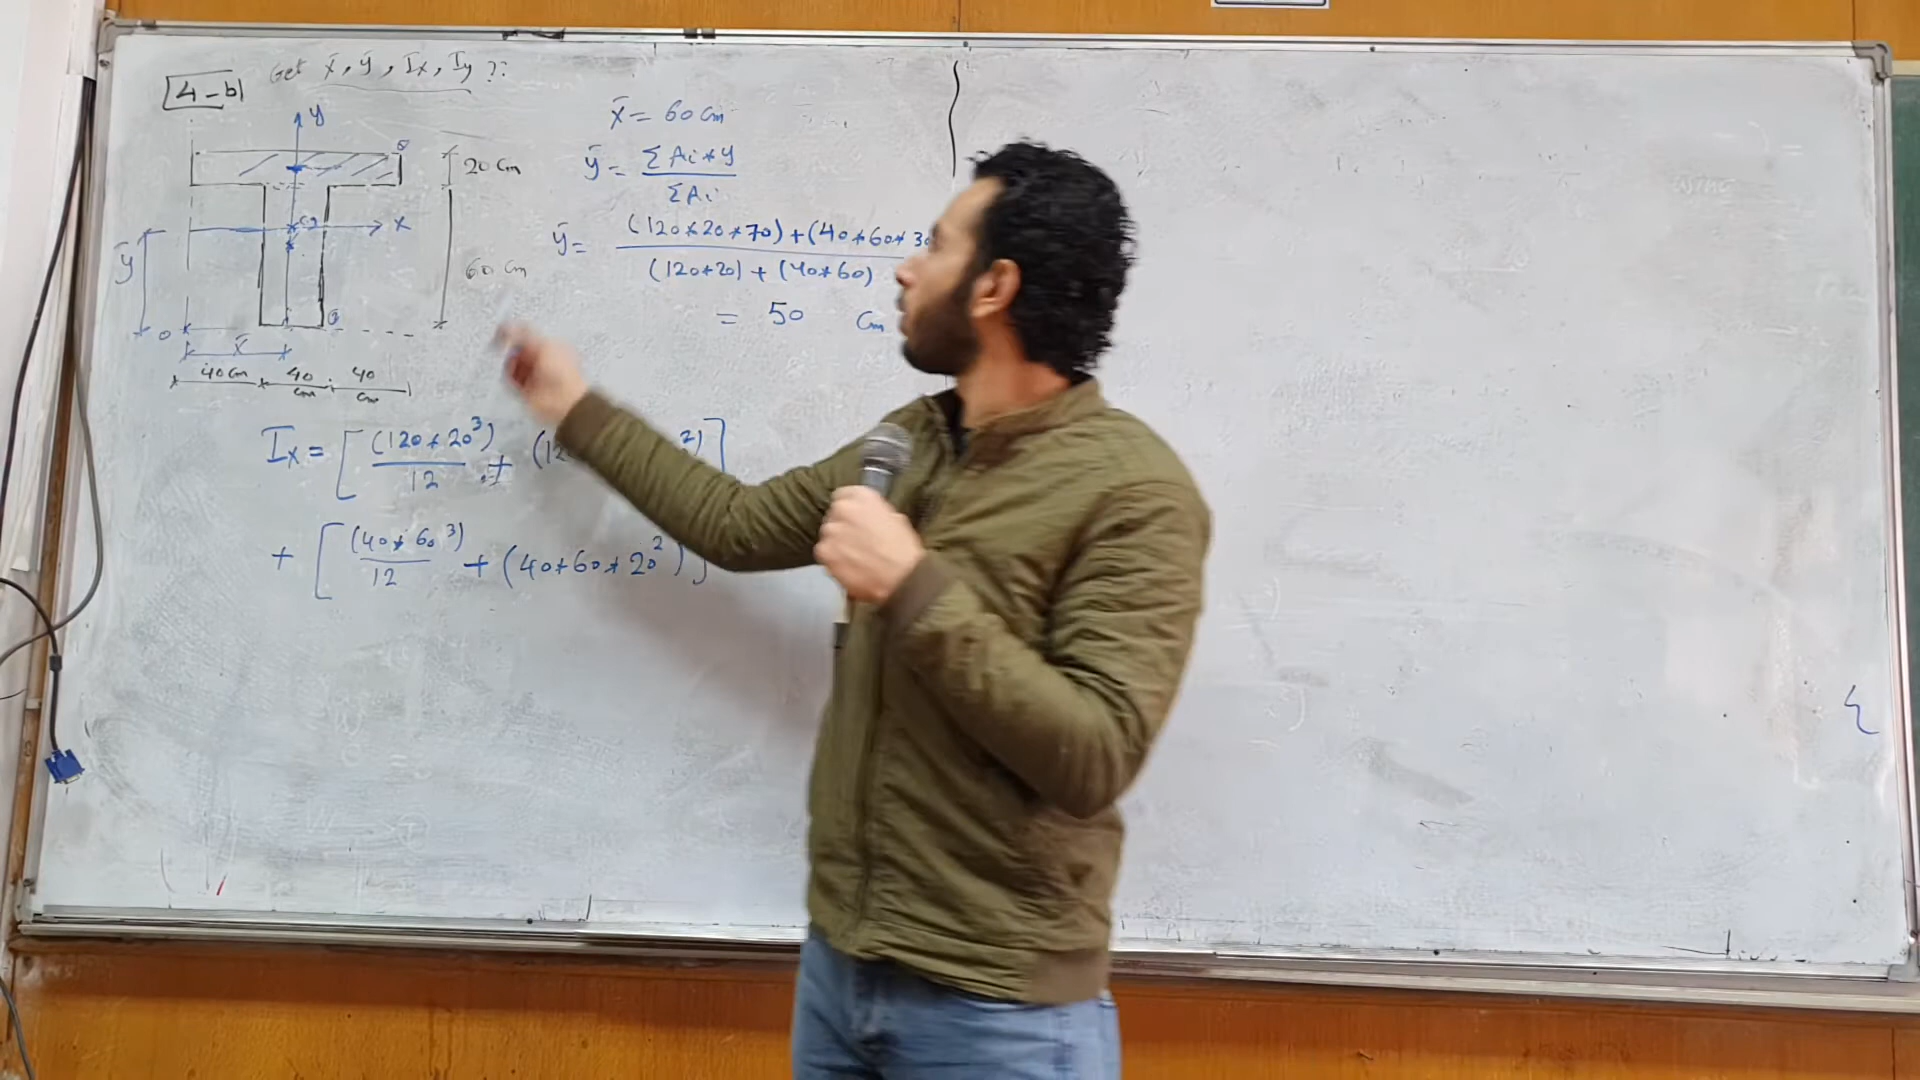 4-b
Get x̄, ȳ, Ix, Iy ??
y
x
20 cm
60 cm
ȳ
0
x̄
40 cm
40 cm
40 cm
x̄ = 60 cm
ȳ = ΣAi*y / ΣAi
ȳ = (120*20*70)+(40*60*30 / (120*20)+(40*60)
= 50 cm
Ix = [ (120*20³)/12 + (12 ²) ]
+ [ (40*60³)/12 + (40*60*20²) ]